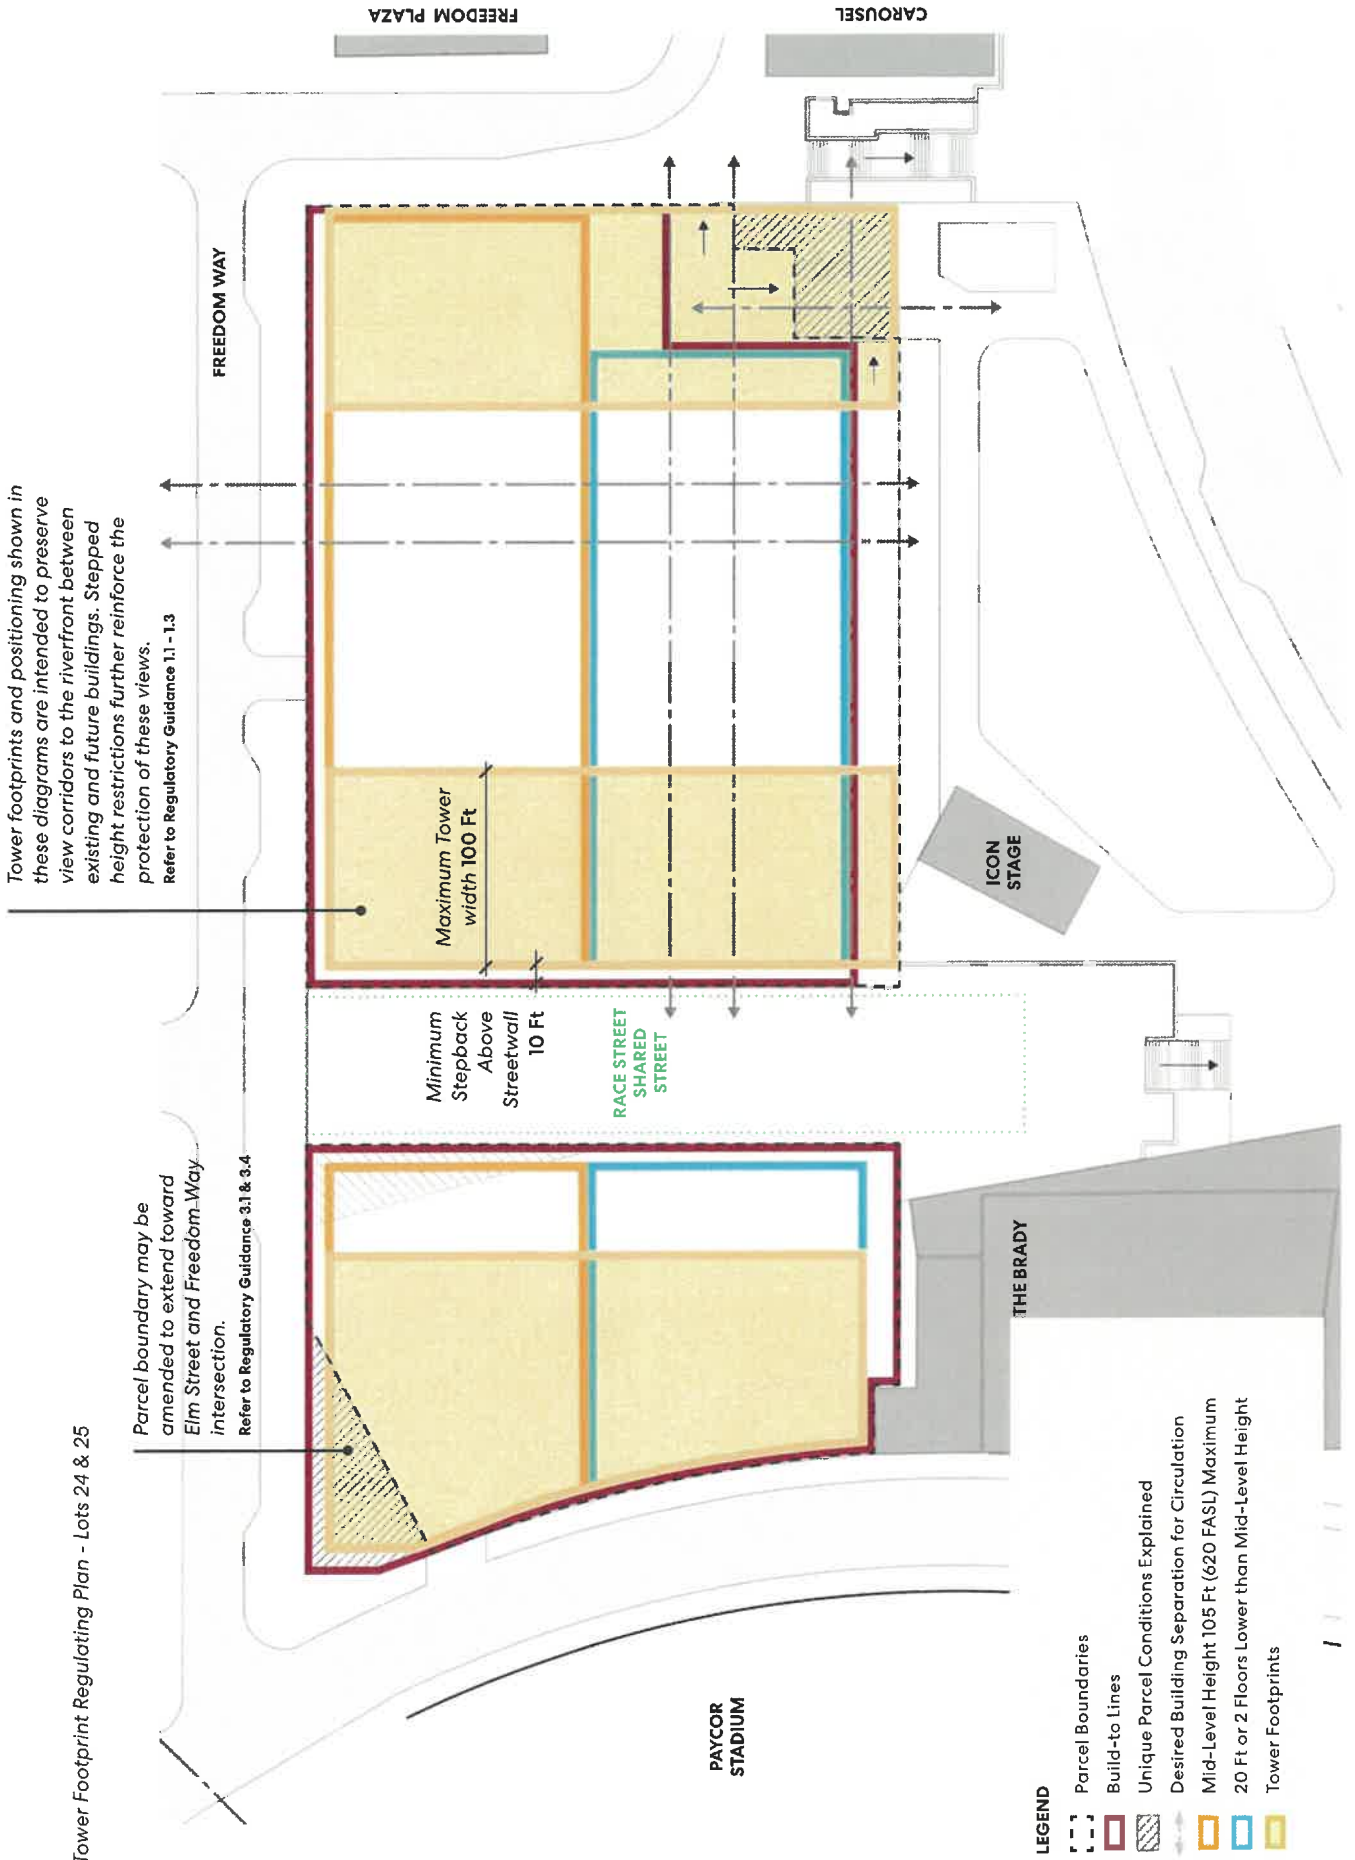 Tower Footprint Regulating Plan - Lots 24 & 25
Parcel boundary may be
amended to extend toward
Elm Street and Freedom Way
intersection.
Refer to Regulatory Guidance 3.1 & 3.4
Tower footprints and positioning shown in
these diagrams are intended to preserve
view corridors to the riverfront between
existing and future buildings. Stepped
height restrictions further reinforce the
protection of these views.
Refer to Regulatory Guidance 1.1 - 1.3
FREEDOM WAY
FREEDOM PLAZA
CAROUSEL
Maximum Tower
width 100 Ft
Minimum
Stepback
Above
Streetwall
10 Ft
RACE STREET
SHARED
STREET
ICON
STAGE
THE BRADY
PAYCOR
STADIUM
LEGEND
Parcel Boundaries
Build-to Lines
Unique Parcel Conditions Explained
Desired Building Separation for Circulation
Mid-Level Height 105 Ft (620 FASL) Maximum
20 Ft or 2 Floors Lower than Mid-Level Height
Tower Footprints